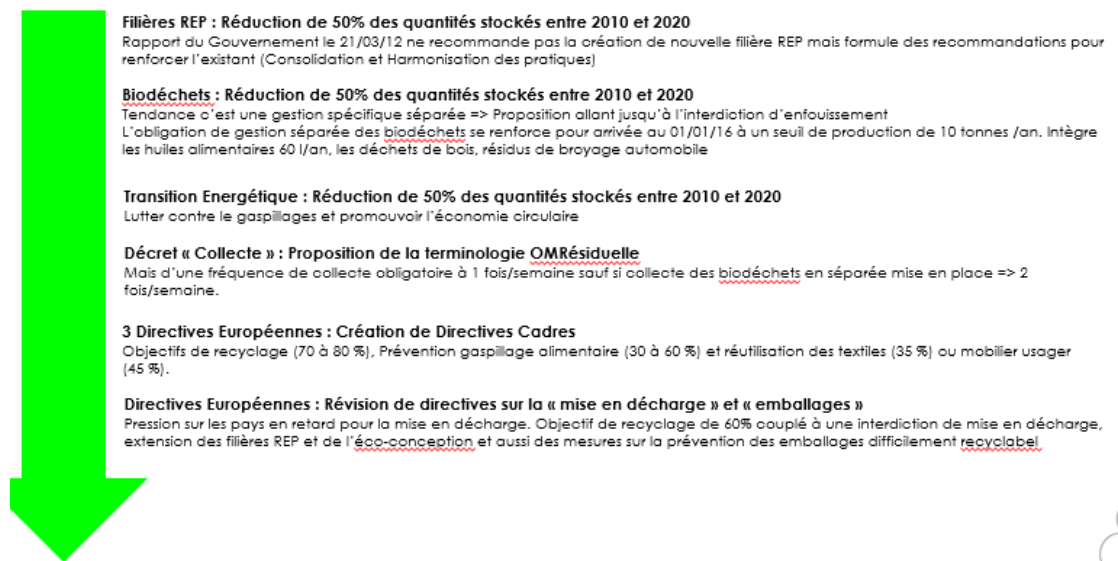 Filières REP : Réduction de 50% des quantités stockés entre 2010 et 2020
Rapport du Gouvernement le 21/03/12 ne recommande pas la création de nouvelle filière REP mais formule des recommandations pour
renforcer l'existant (Consolidation et Harmonisation des pratiques)
Biodéchets : Réduction de 50% des quantités stockés entre 2010 et 2020
Tendance c'est une gestion spécifique séparée => Proposition allant jusqu'à l'interdiction d'enfouissement
L'obligation de gestion séparée des biodéchets se renforce pour arrivée au 01/01/16 à un seuil de production de 10 tonnes /an. Intègre
les huiles alimentaires 60 l/an, les déchets de bois, résidus de broyage automobile
Transition Energétique : Réduction de 50% des quantités stockés entre 2010 et 2020
Lutter contre le gaspillages et promouvoir l'économie circulaire
Décret « Collecte » : Proposition de la terminologie OMRésiduelle
Mais d'une fréquence de collecte obligatoire à 1 fois/semaine sauf si collecte des biodéchets en séparée mise en place => 2
fois/semaine.
3 Directives Européennes : Création de Directives Cadres
Objectifs de recyclage (70 à 80 %), Prévention gaspillage alimentaire (30 à 60 %) et réutilisation des textiles (35 %) ou mobilier usager
(45 %).
Directives Européennes : Révision de directives sur la « mise en décharge » et « emballages »
Pression sur les pays en retard pour la mise en décharge. Objectif de recyclage de 60% couplé à une interdiction de mise en décharge,
extension des filières REP et de l'éco-conception et aussi des mesures sur la prévention des emballages difficilement recyclabel